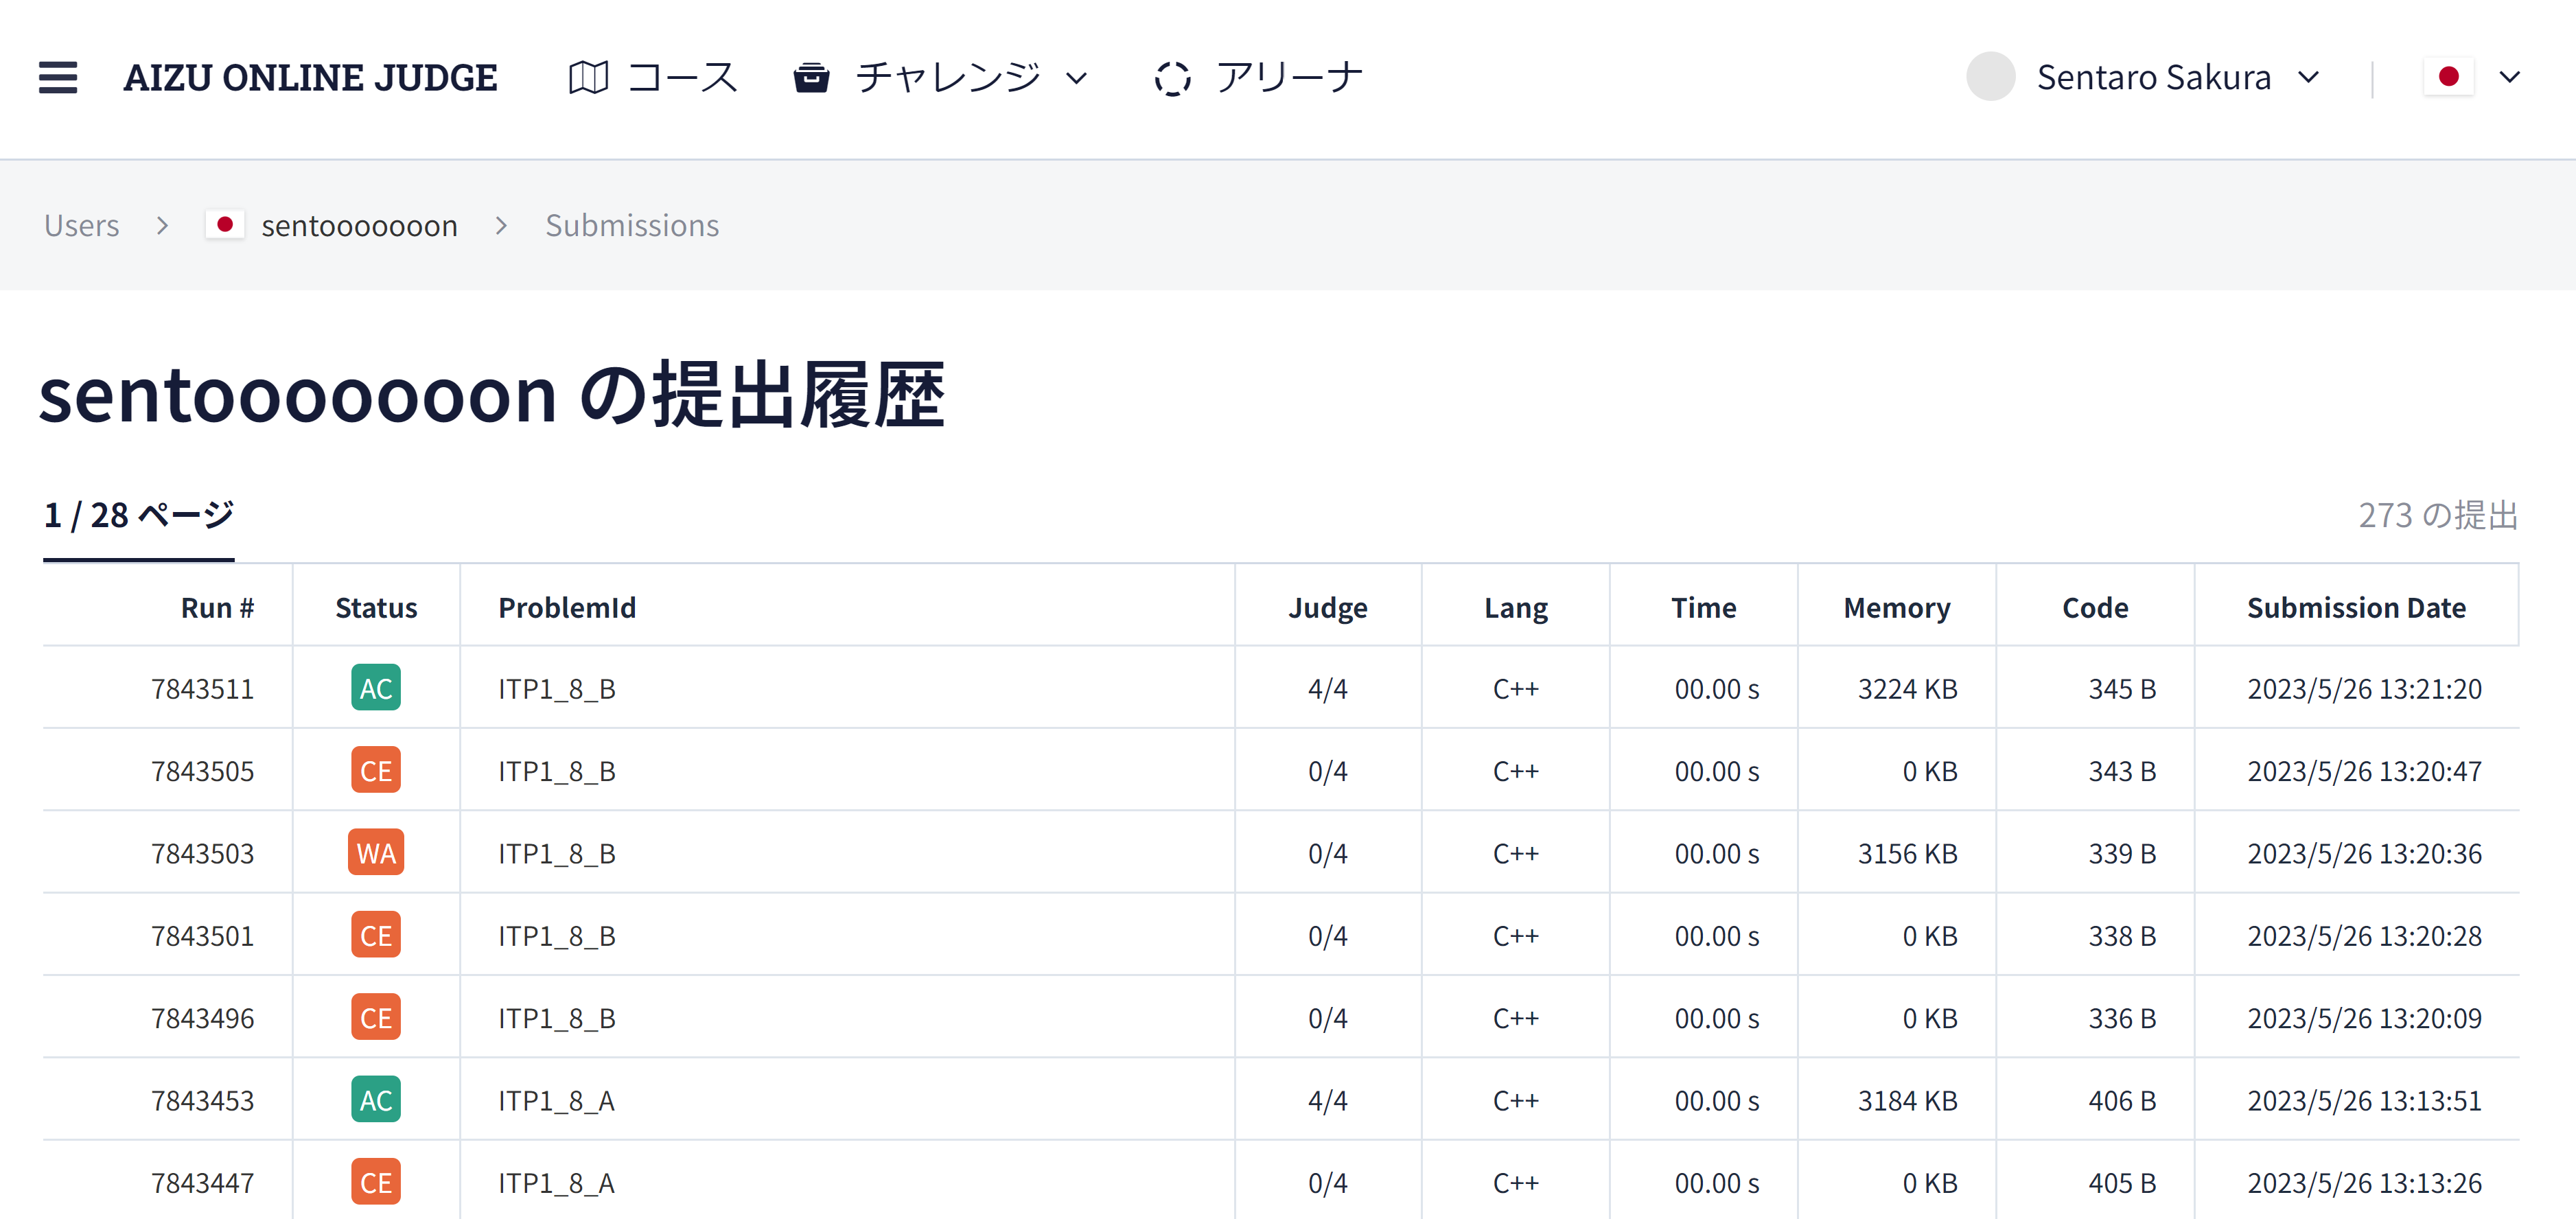 AIZU ONLINE JUDGE コース チャレンジ アリーナ Sentaro Sakura
Users > sentooooooon > Submissions
sentooooooon の提出履歴
1 / 28 ページ 273 の提出
Run # Status ProblemId Judge Lang Time Memory Code Submission Date
7843511 AC ITP1_8_B 4/4 C++ 00.00 s 3224 KB 345 B 2023/5/26 13:21:20
7843505 CE ITP1_8_B 0/4 C++ 00.00 s 0 KB 343 B 2023/5/26 13:20:47
7843503 WA ITP1_8_B 0/4 C++ 00.00 s 3156 KB 339 B 2023/5/26 13:20:36
7843501 CE ITP1_8_B 0/4 C++ 00.00 s 0 KB 338 B 2023/5/26 13:20:28
7843496 CE ITP1_8_B 0/4 C++ 00.00 s 0 KB 336 B 2023/5/26 13:20:09
7843453 AC ITP1_8_A 4/4 C++ 00.00 s 3184 KB 406 B 2023/5/26 13:13:51
7843447 CE ITP1_8_A 0/4 C++ 00.00 s 0 KB 405 B 2023/5/26 13:13:26